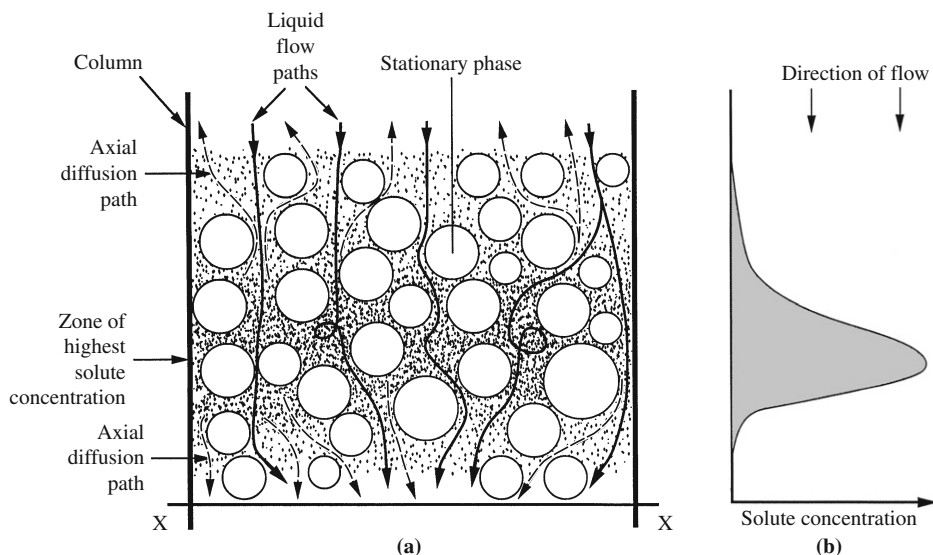 Liquid
flow
paths
Column
Stationary phase
Axial
diffusion
path
Zone of
highest
solute
concentration
Axial
diffusion
path
X
X
(a)
Direction of flow
Solute concentration
(b)